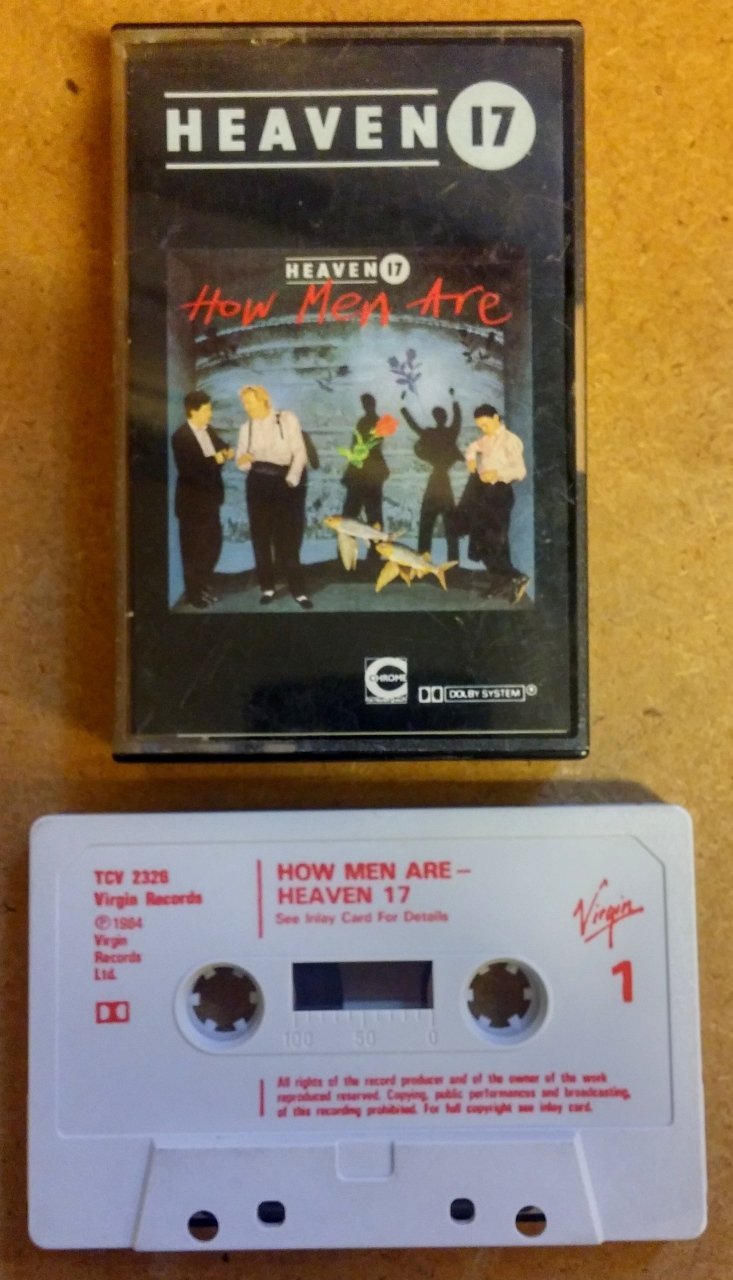 HEAVEN 17
HEAVEN 17
How Men Are
CHROME
DOLBY SYSTEM ®
TCV 2326
Virgin Records
Ⓟ 1984
Virgin
Records
Ltd.
HOW MEN ARE –
HEAVEN 17
See Inlay Card For Details
Virgin
1
100 50 0
All rights of the record producer and of the owner of the work
reproduced reserved. Copying, public performances and broadcasting,
of this recording prohibited. For full copyright see inlay card.